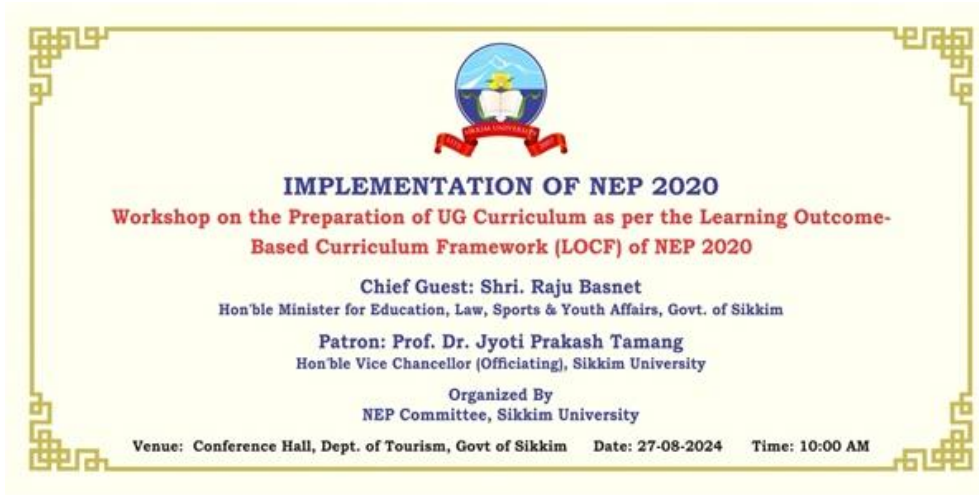 SIKKIM UNIVERSITY
IMPLEMENTATION OF NEP 2020
Workshop on the Preparation of UG Curriculum as per the Learning Outcome-
Based Curriculum Framework (LOCF) of NEP 2020
Chief Guest: Shri. Raju Basnet
Hon'ble Minister for Education, Law, Sports & Youth Affairs, Govt. of Sikkim
Patron: Prof. Dr. Jyoti Prakash Tamang
Hon'ble Vice Chancellor (Officiating), Sikkim University
Organized By
NEP Committee, Sikkim University
Venue: Conference Hall, Dept. of Tourism, Govt of Sikkim Date: 27-08-2024 Time: 10:00 AM